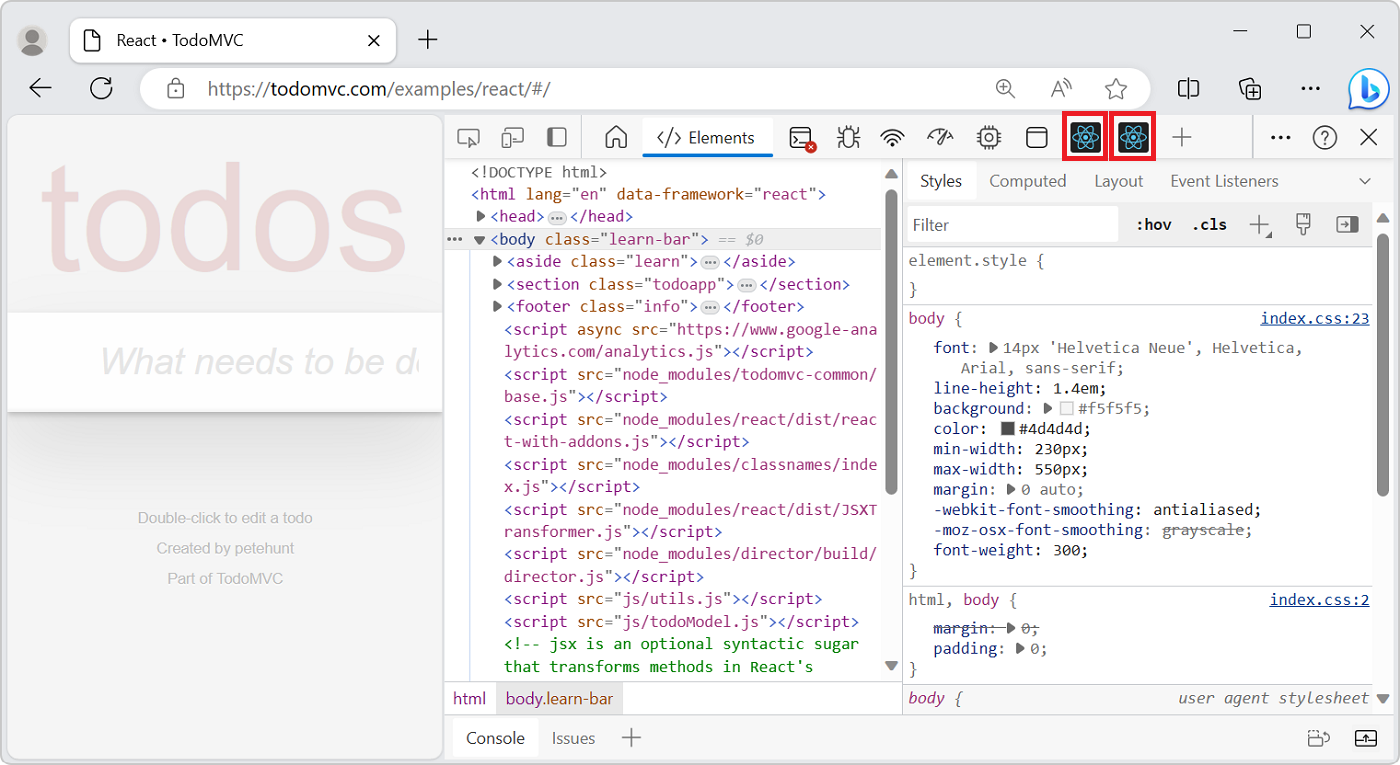 React • TodoMVC
https://todomvc.com/examples/react/#/
todos
What needs to be do
Double-click to edit a todo
Created by petehunt
Part of TodoMVC
</> Elements
<!DOCTYPE html>
<html lang="en" data-framework="react">
<head>…</head>
<body class="learn-bar"> == $0
<aside class="learn">…</aside>
<section class="todoapp">…</section>
<footer class="info">…</footer>
<script async src="https://www.google-ana
lytics.com/analytics.js"></script>
<script src="node_modules/todomvc-common/
base.js"></script>
<script src="node_modules/react/dist/reac
t-with-addons.js"></script>
<script src="node_modules/classnames/inde
x.js"></script>
<script src="node_modules/react/dist/JSXT
ransformer.js"></script>
<script src="node_modules/director/build/
director.js"></script>
<script src="js/utils.js"></script>
<script src="js/todoModel.js"></script>
<!-- jsx is an optional syntactic sugar
that transforms methods in React's
html body.learn-bar
Styles Computed Layout Event Listeners
Filter :hov .cls
element.style {
}
body { index.css:23
font: 14px 'Helvetica Neue', Helvetica,
Arial, sans-serif;
line-height: 1.4em;
background: #f5f5f5;
color: #4d4d4d;
min-width: 230px;
max-width: 550px;
margin: 0 auto;
-webkit-font-smoothing: antialiased;
-moz-osx-font-smoothing: grayscale;
font-weight: 300;
}
html, body { index.css:2
margin: 0;
padding: 0;
}
body { user agent stylesheet
Console Issues